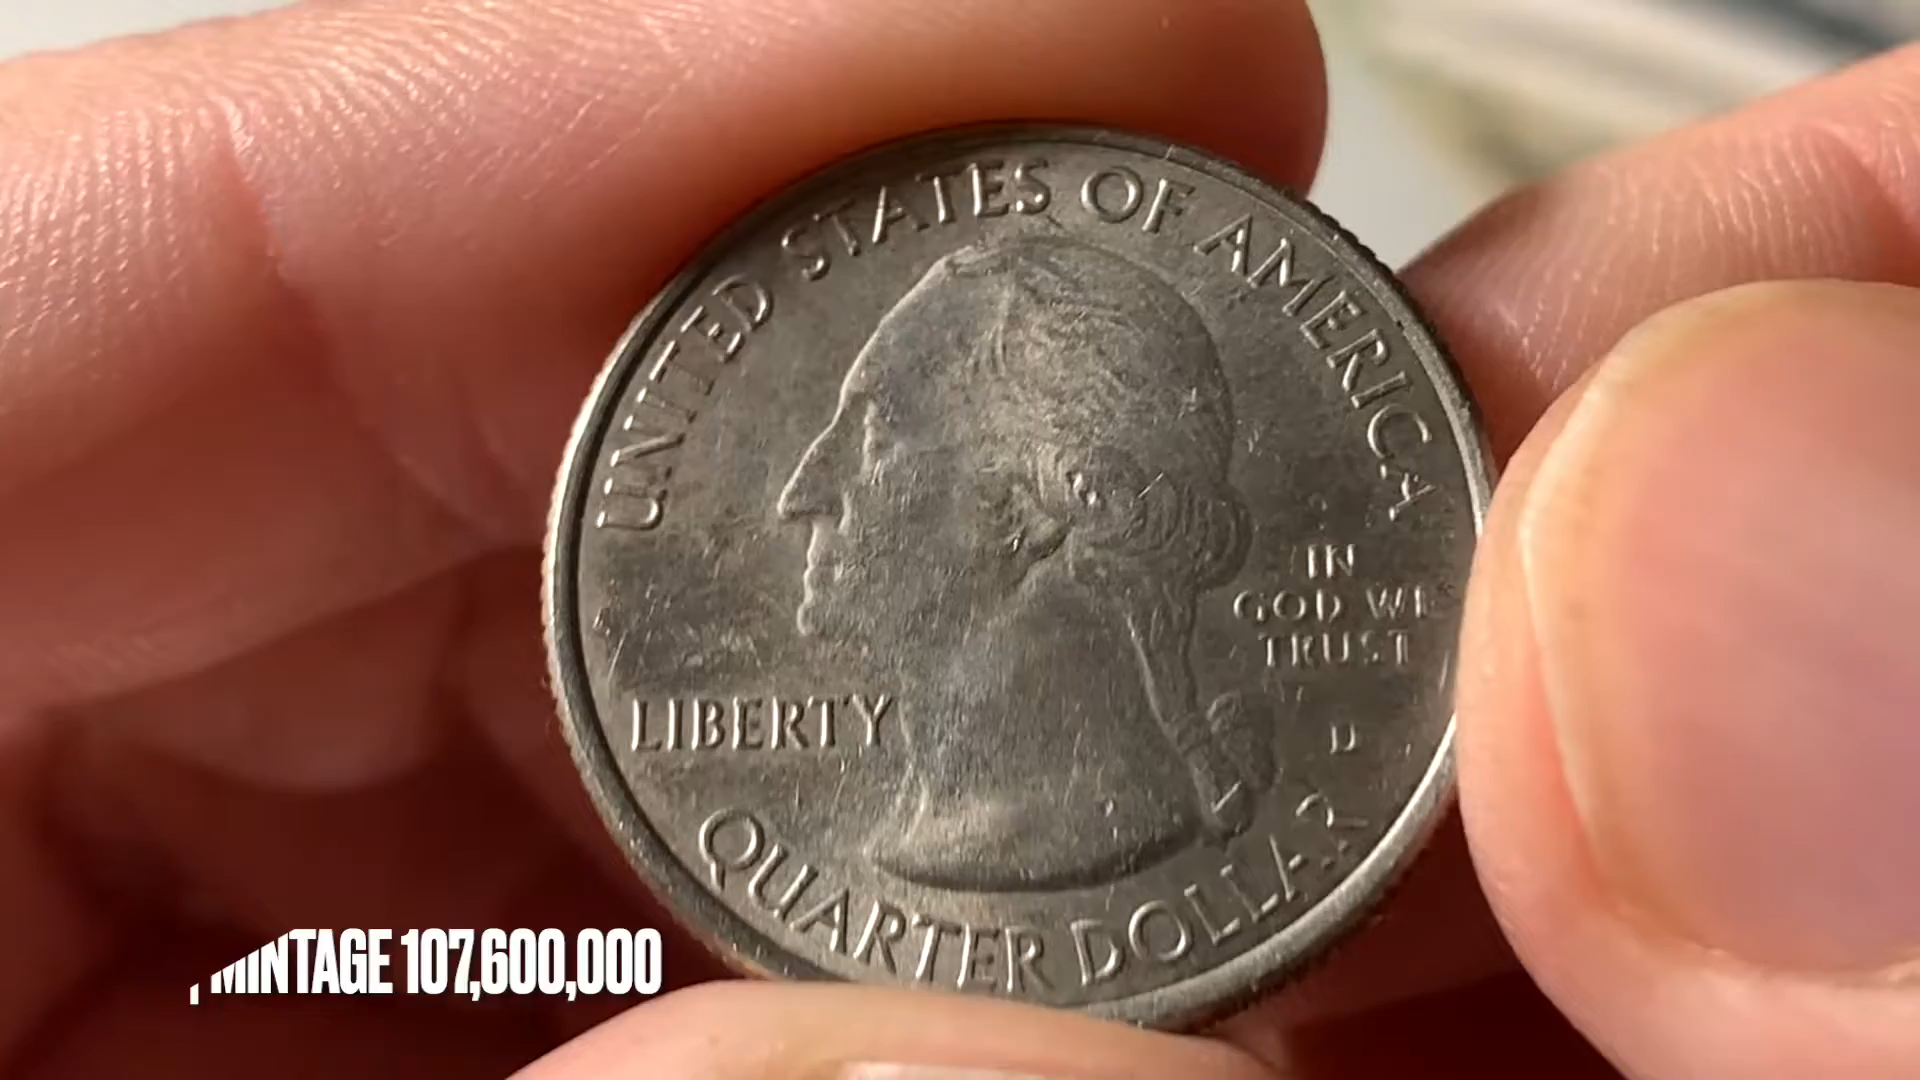 UNITED STATES OF AMERICA
IN
GOD WE
TRUST
LIBERTY
D
QUARTER DOLLAR
MINTAGE 107,600,000